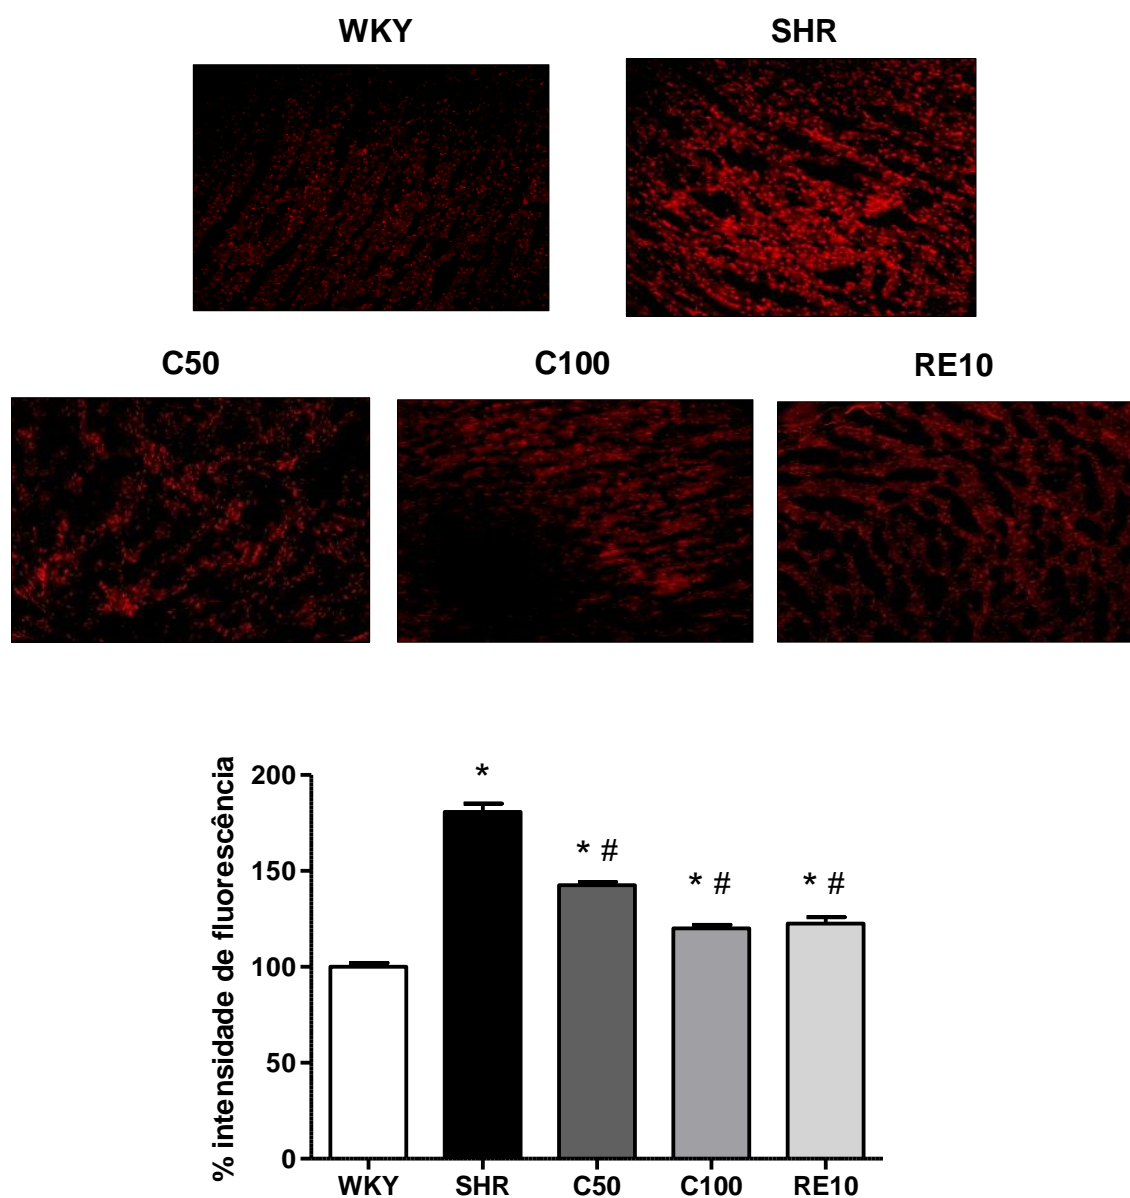 WKY
SHR
C50
C100
RE10
% intensidade de fluorescência
200
150
100
50
0
*
* #
* #
* #
WKY SHR C50 C100 RE10